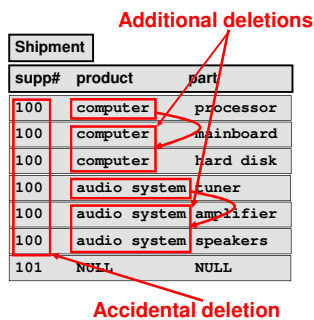 Additional deletions
Shipment
supp# product part
100 computer processor
100 computer mainboard
100 computer hard disk
100 audio system tuner
100 audio system amplifier
100 audio system speakers
101 NULL NULL
Accidental deletion